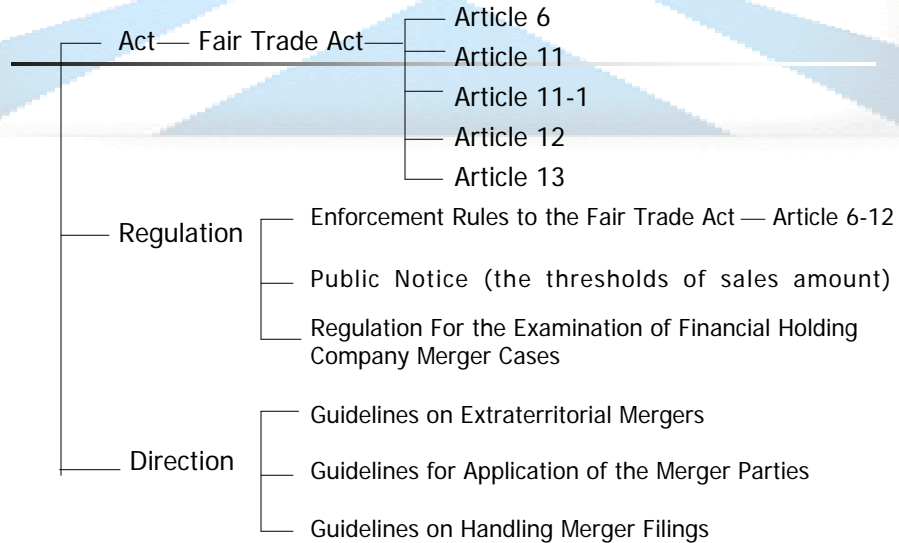 Act — Fair Trade Act
Article 6
Article 11
Article 11-1
Article 12
Article 13
Regulation
Enforcement Rules to the Fair Trade Act — Article 6-12
Public Notice (the thresholds of sales amount)
Regulation For the Examination of Financial Holding
Company Merger Cases
Direction
Guidelines on Extraterritorial Mergers
Guidelines for Application of the Merger Parties
Guidelines on Handling Merger Filings